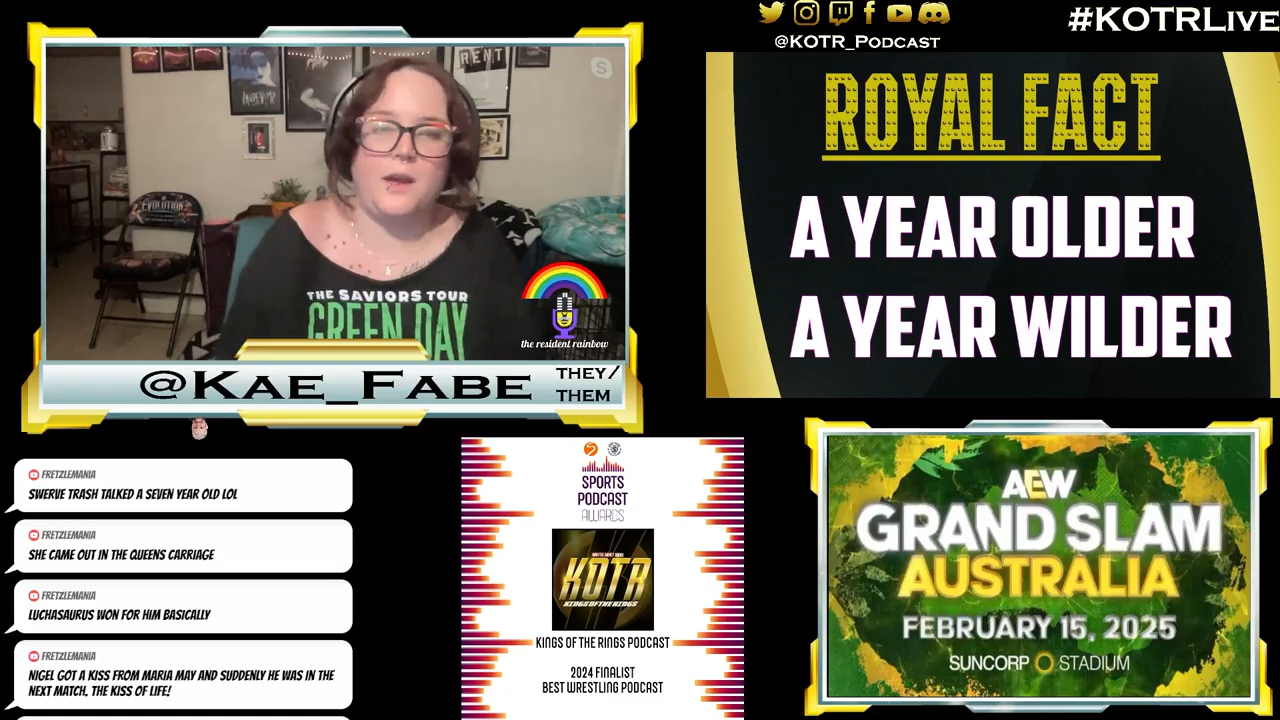 @KOTR_PODCAST
#KOTRLIVE
RENT
EVOLUTION
THE SAVIORS TOUR
GREEN DAY
the resident rainbow
@KAE_FABE
THEY/
THEM
ROYAL FACT
A YEAR OLDER
A YEAR WILDER
FRETZLEMANIA
SWERVE TRASH TALKED A SEVEN YEAR OLD LOL
FRETZLEMANIA
SHE CAME OUT IN THE QUEENS CARRIAGE
FRETZLEMANIA
LUCHASAURUS WON FOR HIM BASICALLY
FRETZLEMANIA
NIGEL GOT A KISS FROM MARIA MAY AND SUDDENLY HE WAS IN THE
NEXT MATCH, THE KISS OF LIFE!
SPORTS
PODCAST
AWARDS
KOTR
KINGS OF THE RINGS
KINGS OF THE RINGS PODCAST
2024 FINALIST
BEST WRESTLING PODCAST
AEW
GRAND SLAM
AUSTRALIA
FEBRUARY 15, 2025
SUNCORP STADIUM